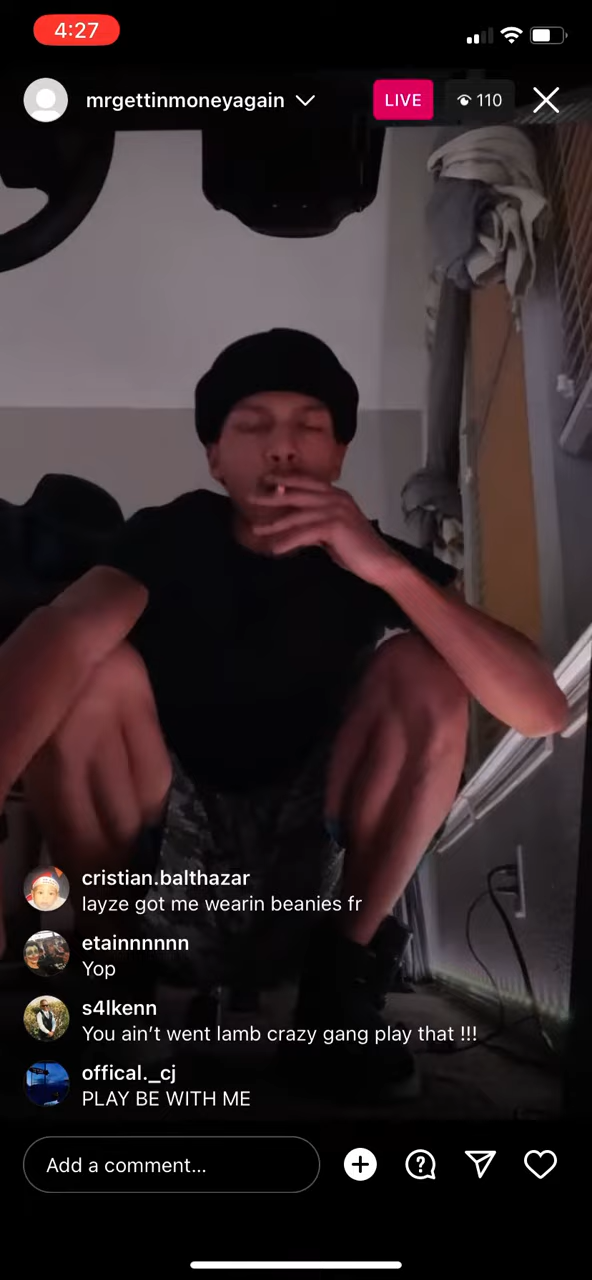 4:27
mrgettinmoneyagain
LIVE
110
cristian.balthazar
layze got me wearin beanies fr
etainnnnnn
Yop
s4lkenn
You ain’t went lamb crazy gang play that !!!
offical._cj
PLAY BE WITH ME
Add a comment...